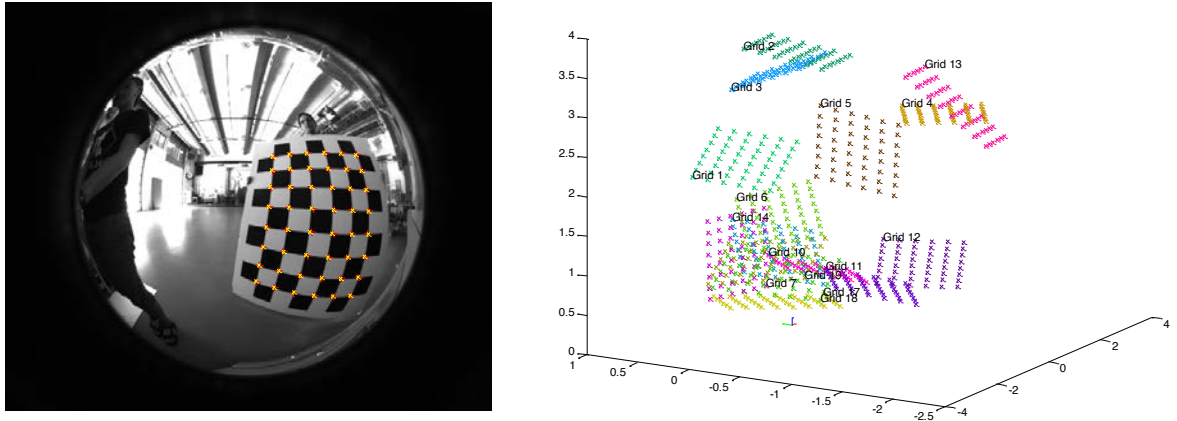 Grid 2
Grid 3
Grid 13
Grid 5
Grid 4
Grid 1
Grid 6
Grid 14
Grid 12
Grid 10
Grid 11
Grid 19
Grid 7
Grid 17
Grid 18
4
3.5
3
2.5
2
1.5
1
0.5
0
1
0.5
0
-0.5
-1
-1.5
-2
-2.5
-4
-2
0
2
4